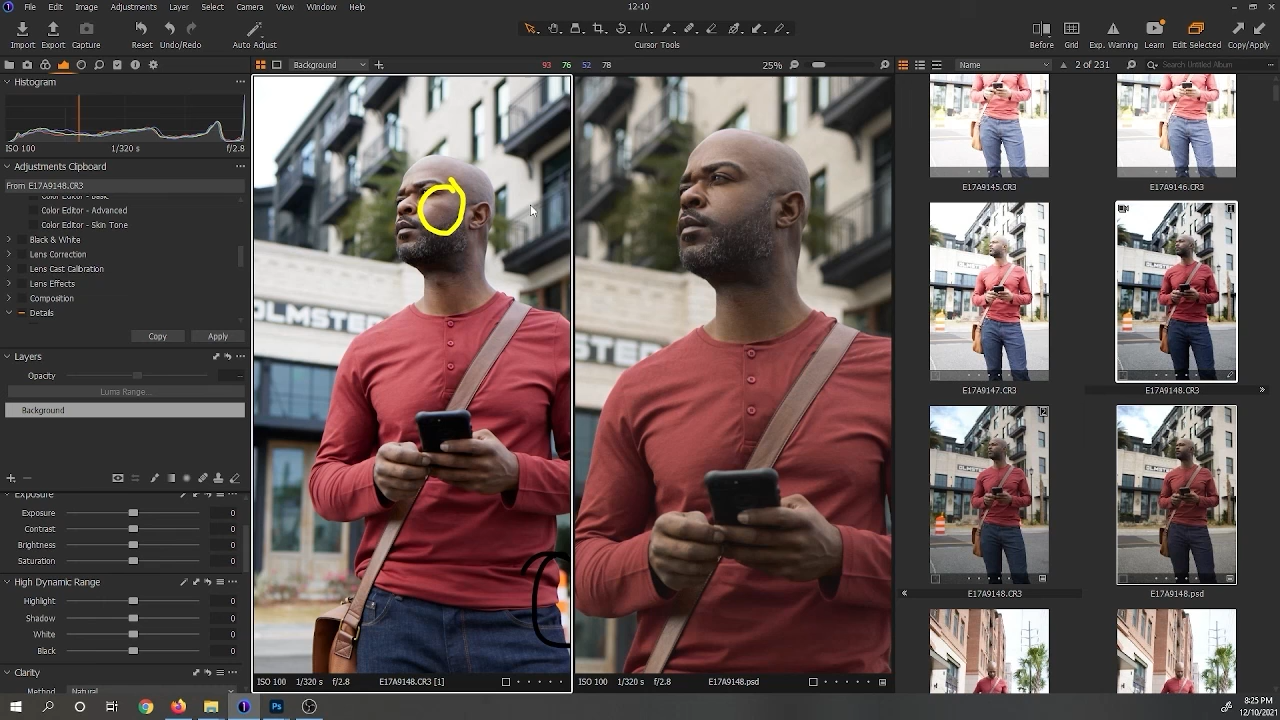 File Edit View Adjustments Layer Select Camera Image Window Help
12-10
Import Export Capture
Reset Undo/Redo
Auto Adjust
Cursor Tools
Before Grid Exp. Warning Learn Edit Selected Copy/Apply
Background
93 76 52 78
25%
Name
2 of 231
Search Untitled Album
Histogram
ISO 100 1/320 s f/2.8
Adjustments Clipboard
From: E17A9148.CR3
Color Editor - Basic
Color Editor - Advanced
Color Editor - Skin Tone
Black & White
Lens Correction
Lens Cast Calibration
Lens Effects
Composition
Details
Copy Apply
Layers
Opacity
Luma Range...
Background
Exposure
Exposure 0
Contrast 0
Brightness 0
Saturation 0
High Dynamic Range
Highlight 0
Shadow 0
White 0
Black 0
Clarity
Method Natural
OLMSTE
STE
ISO 100 1/320 s f/2.8 E17A9148.CR3 [1]
ISO 100 1/320 s f/2.8 E17A9148.psd
E17A9145.CR3 E17A9146.CR3
E17A9147.CR3 E17A9148.CR3
E17A9148.CR3 E17A9148.psd
Ps
8:25 PM
12/10/2021